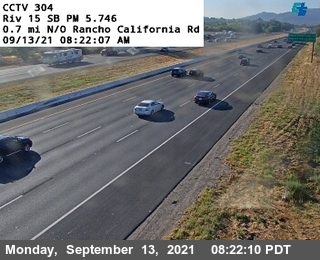 CCTV 304
Riv 15 SB PM 5.746
0.7 mi N/O Rancho California Rd
09/13/21 08:22:07 AM
Monday, September 13, 2021 08:22:10 PDT